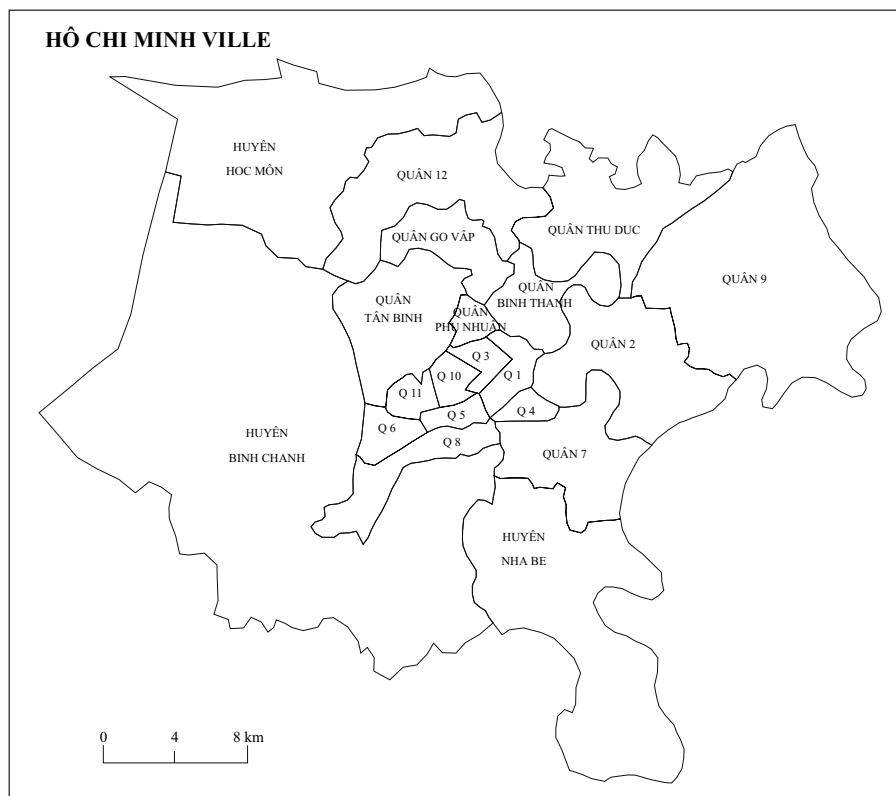 HÔ CHI MINH VILLE
HUYÊN
HOC MÔN
QUÂN 12
QUÂN GO VÂP
QUÂN THU DUC
QUÂN 9
QUÂN
TÂN BINH
QUÂN
BINH THANH
QUÂN
PHU NHUÂN
QUÂN 2
Q 3
Q 1
Q 10
Q 11
Q 5
Q 4
Q 6
Q 8
HUYÊN
BINH CHANH
QUÂN 7
HUYÊN
NHA BE
0 4 8 km